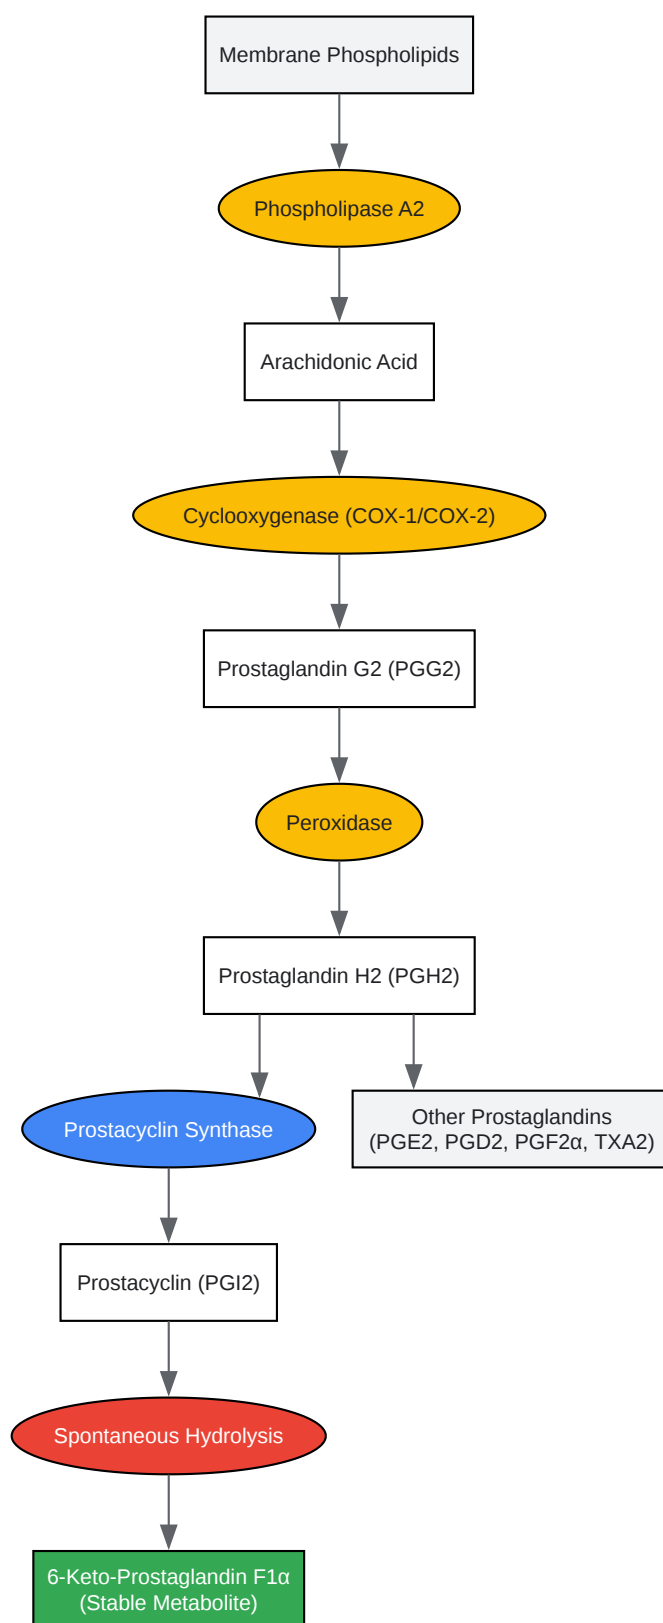 Membrane Phospholipids
Phospholipase A2
Arachidonic Acid
Cyclooxygenase (COX-1/COX-2)
Prostaglandin G2 (PGG2)
Peroxidase
Prostaglandin H2 (PGH2)
Prostacyclin Synthase
Other Prostaglandins
(PGE2, PGD2, PGF2α, TXA2)
Prostacyclin (PGI2)
Spontaneous Hydrolysis
6-Keto-Prostaglandin F1α
(Stable Metabolite)